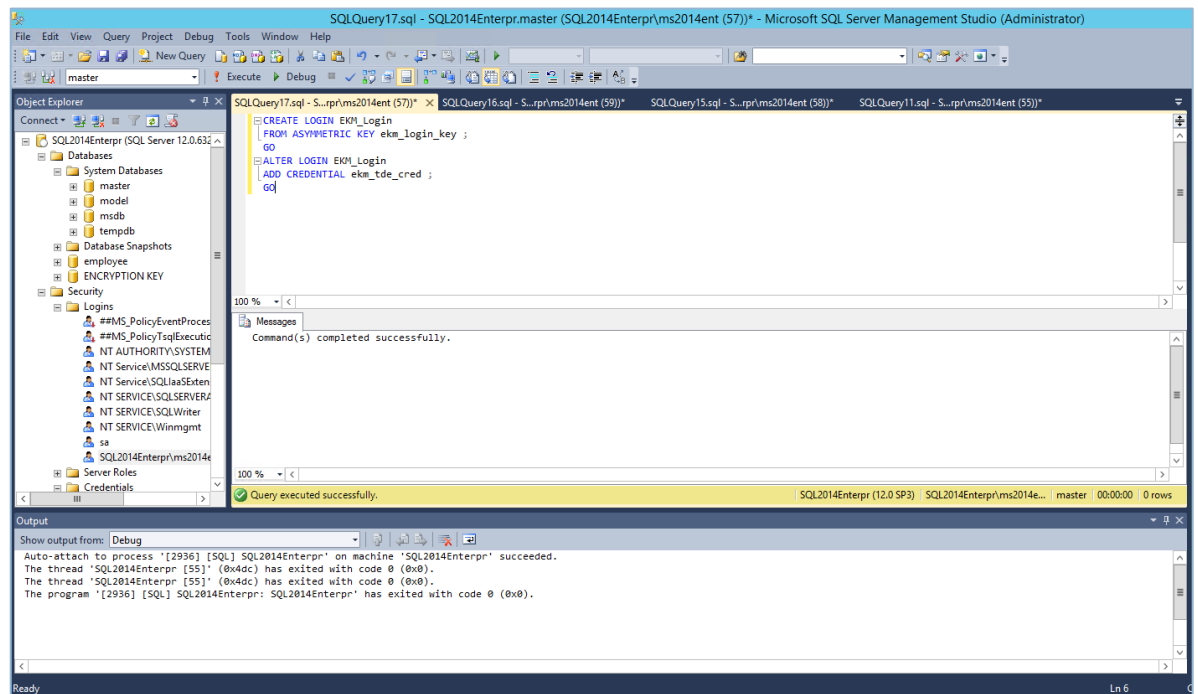 SQLQuery17.sql - SQL2014Enterpr.master (SQL2014Enterpr\ms2014ent (57))* - Microsoft SQL Server Management Studio (Administrator)
File Edit View Query Project Debug Tools Window Help
New Query
master Execute Debug
Object Explorer
Connect
SQL2014Enterpr (SQL Server 12.0.632
Databases
System Databases
master
model
msdb
tempdb
Database Snapshots
employee
ENCRYPTION KEY
Security
Logins
##MS_PolicyEventProces
##MS_PolicyTsqlExecutic
NT AUTHORITY\SYSTEM
NT Service\MSSQLSERVE
NT Service\SQLIaaSExten
NT SERVICE\SQLSERVERA
NT SERVICE\SQLWriter
NT SERVICE\Winmgmt
sa
SQL2014Enterpr\ms2014e
Server Roles
Credentials
SQLQuery17.sql - S...rpr\ms2014ent (57))* SQLQuery16.sql - S...rpr\ms2014ent (59))* SQLQuery15.sql - S...rpr\ms2014ent (58))* SQLQuery11.sql - S...rpr\ms2014ent (55))*
CREATE LOGIN EKM_Login
FROM ASYMMETRIC KEY ekm_login_key ;
GO
ALTER LOGIN EKM_Login
ADD CREDENTIAL ekm_tde_cred ;
GO
100 %
Messages
Command(s) completed successfully.
100 %
Query executed successfully. SQL2014Enterpr (12.0 SP3) SQL2014Enterpr\ms2014e... master 00:00:00 0 rows
Output
Show output from: Debug
Auto-attach to process '[2936] [SQL] SQL2014Enterpr' on machine 'SQL2014Enterpr' succeeded.
The thread 'SQL2014Enterpr [55]' (0x4dc) has exited with code 0 (0x0).
The thread 'SQL2014Enterpr [55]' (0x4dc) has exited with code 0 (0x0).
The program '[2936] [SQL] SQL2014Enterpr: SQL2014Enterpr' has exited with code 0 (0x0).
Ready Ln 6